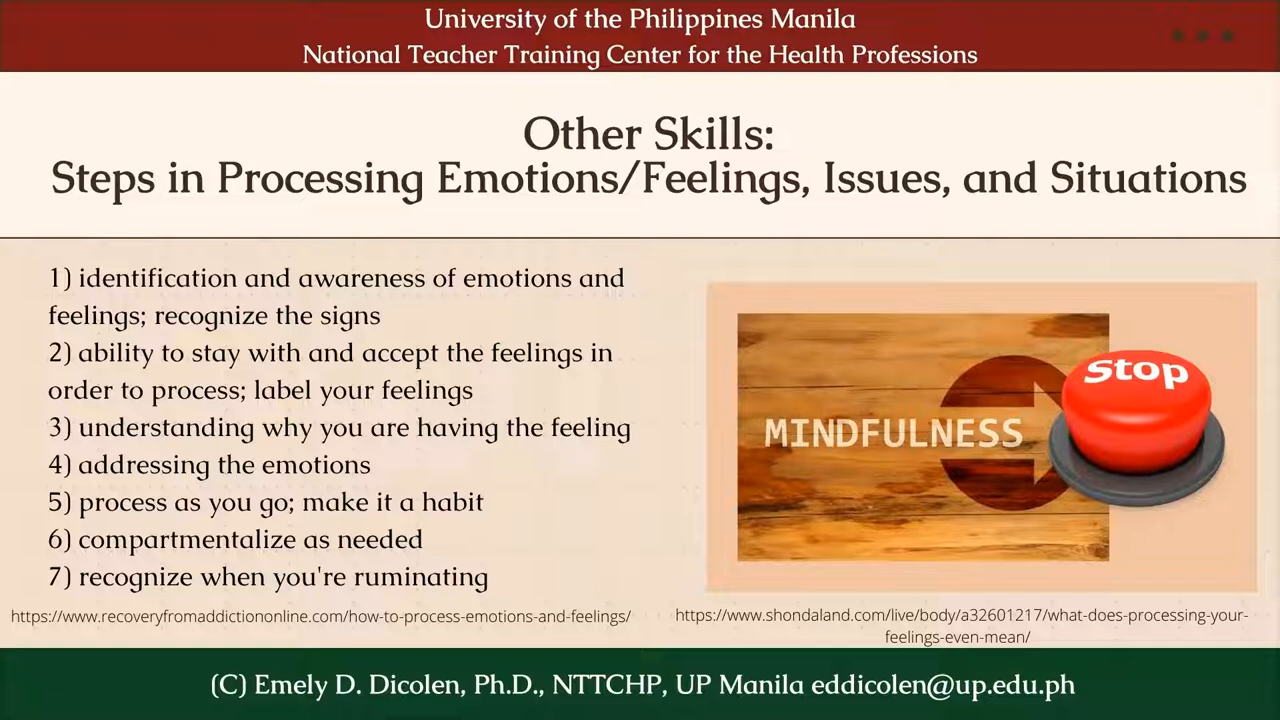 University of the Philippines Manila
National Teacher Training Center for the Health Professions
Other Skills:
Steps in Processing Emotions/Feelings, Issues, and Situations
1) identification and awareness of emotions and
feelings; recognize the signs
2) ability to stay with and accept the feelings in
order to process; label your feelings
3) understanding why you are having the feeling
4) addressing the emotions
5) process as you go; make it a habit
6) compartmentalize as needed
7) recognize when you're ruminating
MINDFULNESS
Stop
https://www.recoveryfromaddictiononline.com/how-to-process-emotions-and-feelings/
https://www.shondaland.com/live/body/a32601217/what-does-processing-your-
feelings-even-mean/
(C) Emely D. Dicolen, Ph.D., NTTCHP, UP Manila eddicolen@up.edu.ph